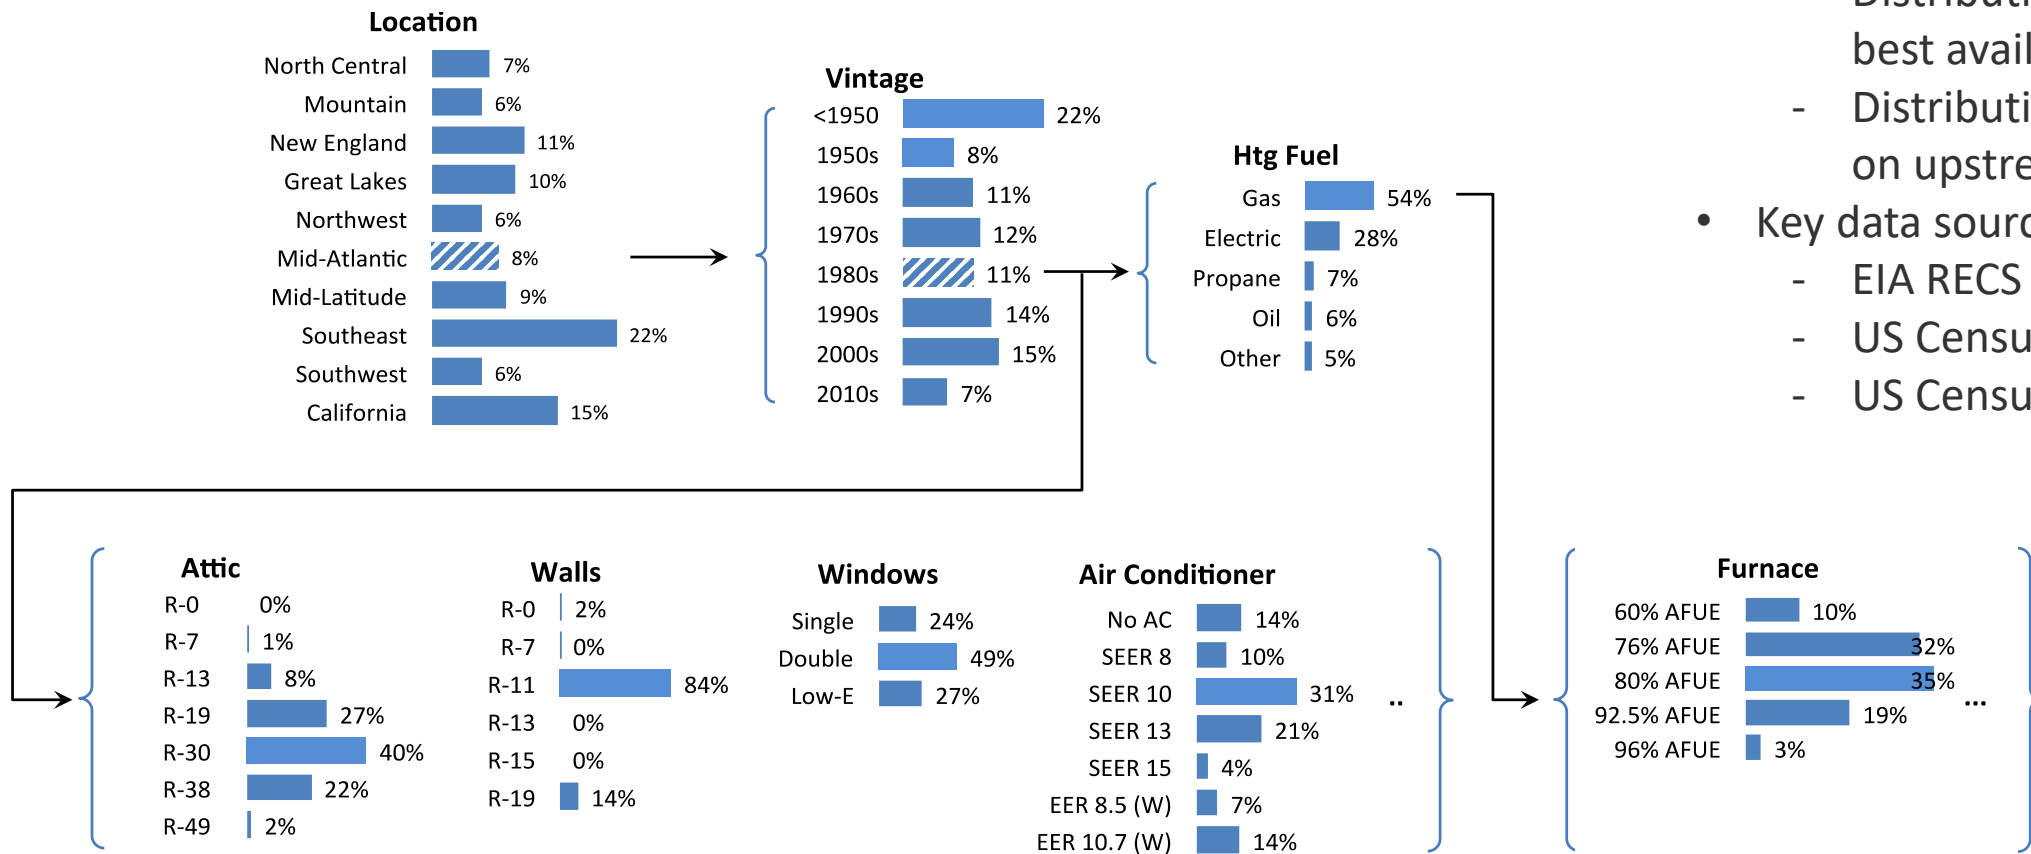 Location
North Central 7%
Mountain 6%
New England 11%
Great Lakes 10%
Northwest 6%
Mid-Atlantic 8%
Mid-Latitude 9%
Southeast 22%
Southwest 6%
California 15%
Vintage
<1950 22%
1950s 8%
1960s 11%
1970s 12%
1980s 11%
1990s 14%
2000s 15%
2010s 7%
Htg Fuel
Gas 54%
Electric 28%
Propane 7%
Oil 6%
Other 5%
best avail
- Distributi
on upstre
• Key data sourc
- EIA RECS
- US Censu
- US Censu
Attic
R-0 0%
R-7 1%
R-13 8%
R-19 27%
R-30 40%
R-38 22%
R-49 2%
Walls
R-0 2%
R-7 0%
R-11 84%
R-13 0%
R-15 0%
R-19 14%
Windows
Single 24%
Double 49%
Low-E 27%
Air Conditioner
No AC 14%
SEER 8 10%
SEER 10 31%
SEER 13 21%
SEER 15 4%
EER 8.5 (W) 7%
EER 10.7 (W) 14%
..
Furnace
60% AFUE 10%
76% AFUE 32%
80% AFUE 35%
92.5% AFUE 19%
96% AFUE 3%
...